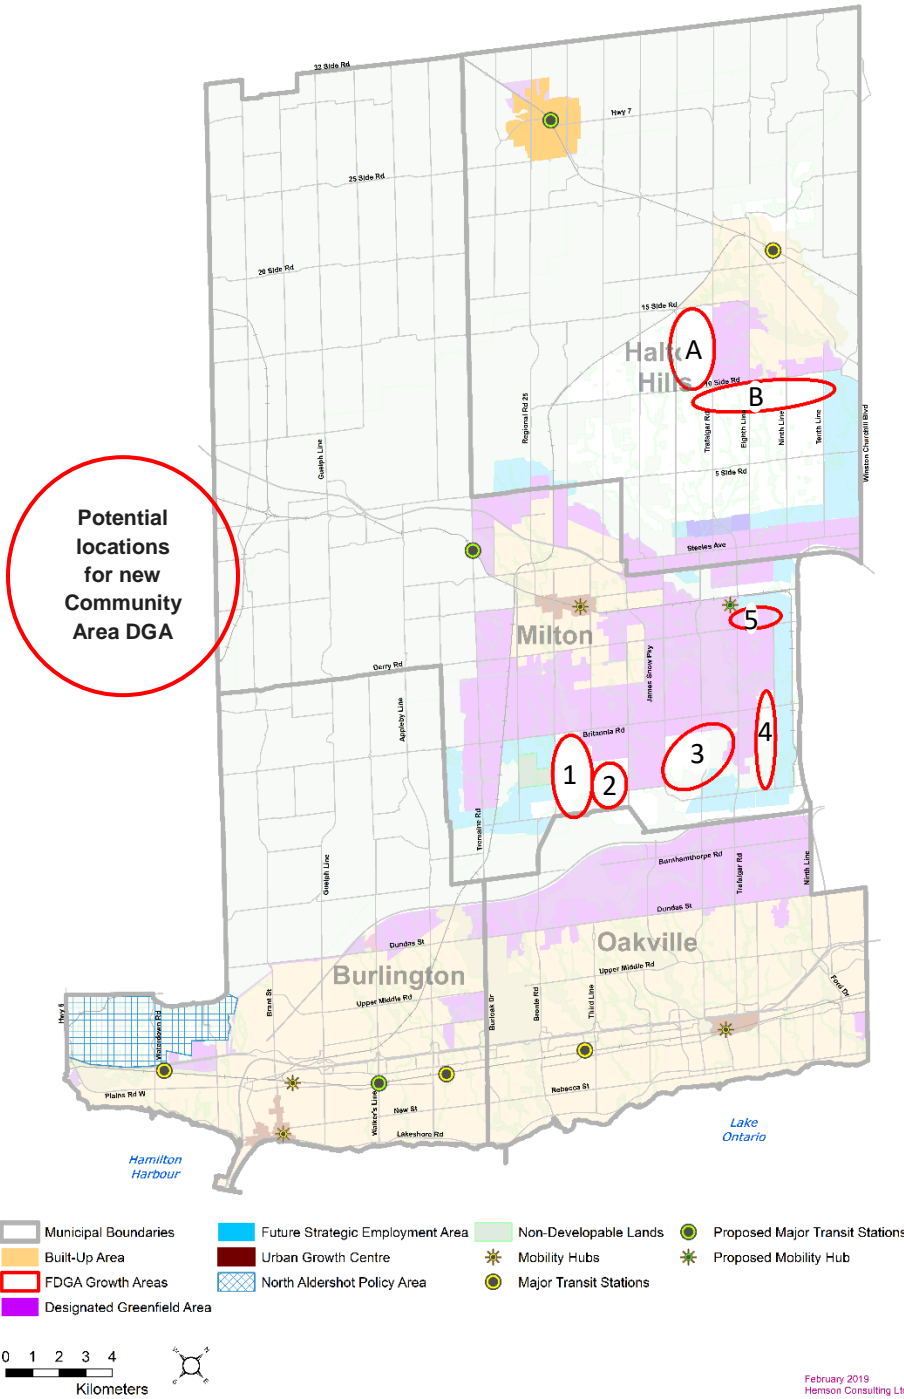 32 Side Rd
Hwy 7
25 Side Rd
20 Side Rd
15 Side Rd
Halton
Hills
A
10 Side Rd
B
Regional Rd 25
Trafalgar Rd
Eighth Line
Ninth Line
Tenth Line
Winston Churchill Blvd
Guelph Line
5 Side Rd
Steeles Ave
Potential
locations
for new
Community
Area DGA
5
Milton
Derry Rd
James Snow Pky
Appleby Line
Britannia Rd
1
2
3
4
Tremaine Rd
Guelph Line
Burnhamthorpe Rd
Trafalgar Rd
Ninth Line
Dundas St
Dundas St
Oakville
Burlington
Upper Middle Rd
Upper Middle Rd
Hwy 6
Waterdown Rd
Brant St
Burloak Dr
Bronte Rd
Third Line
Ford Dr
Plains Rd W
Walker's Line
New St
Rebecca St
Lakeshore Rd
Lake
Ontario
Hamilton
Harbour
Municipal Boundaries
Future Strategic Employment Area
Non-Developable Lands
Proposed Major Transit Stations
Built-Up Area
Urban Growth Centre
Mobility Hubs
Proposed Mobility Hub
FDGA Growth Areas
North Aldershot Policy Area
Major Transit Stations
Designated Greenfield Area
0 1 2 3 4
Kilometers
N
E
S
W
February 2019
Hemson Consulting Lt